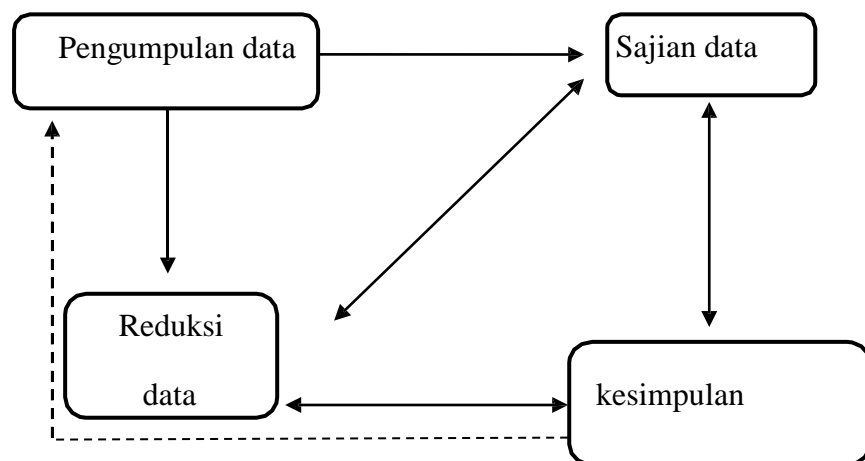 Pengumpulan data
Sajian data
Reduksi
data
kesimpulan